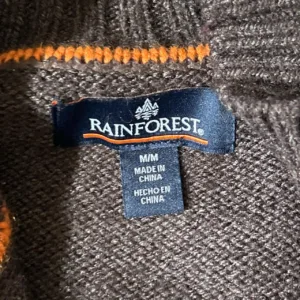 RAINFOREST®
M/M
MADE IN
CHINA
HECHO EN
CHINA